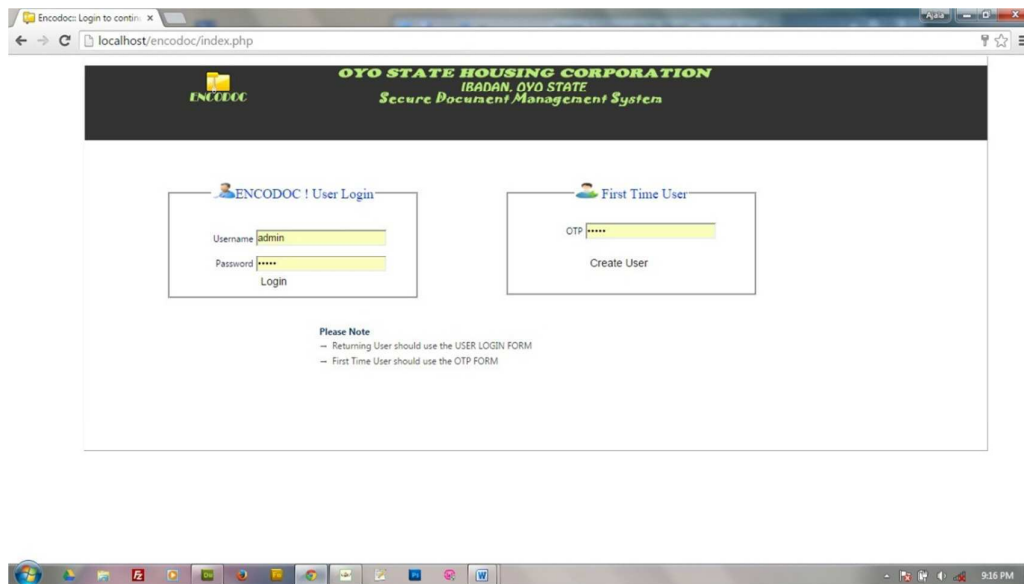 Encodoc:: Login to contin
Ajala
localhost/encodoc/index.php
OYO STATE HOUSING CORPORATION
IBADAN, OYO STATE
Secure Document Management System
ENCODOC
ENCODOC ! User Login
Username admin
Password •••••
Login
First Time User
OTP •••••
Create User
Please Note
→ Returning User should use the USER LOGIN FORM
→ First Time User should use the OTP FORM
9:16 PM